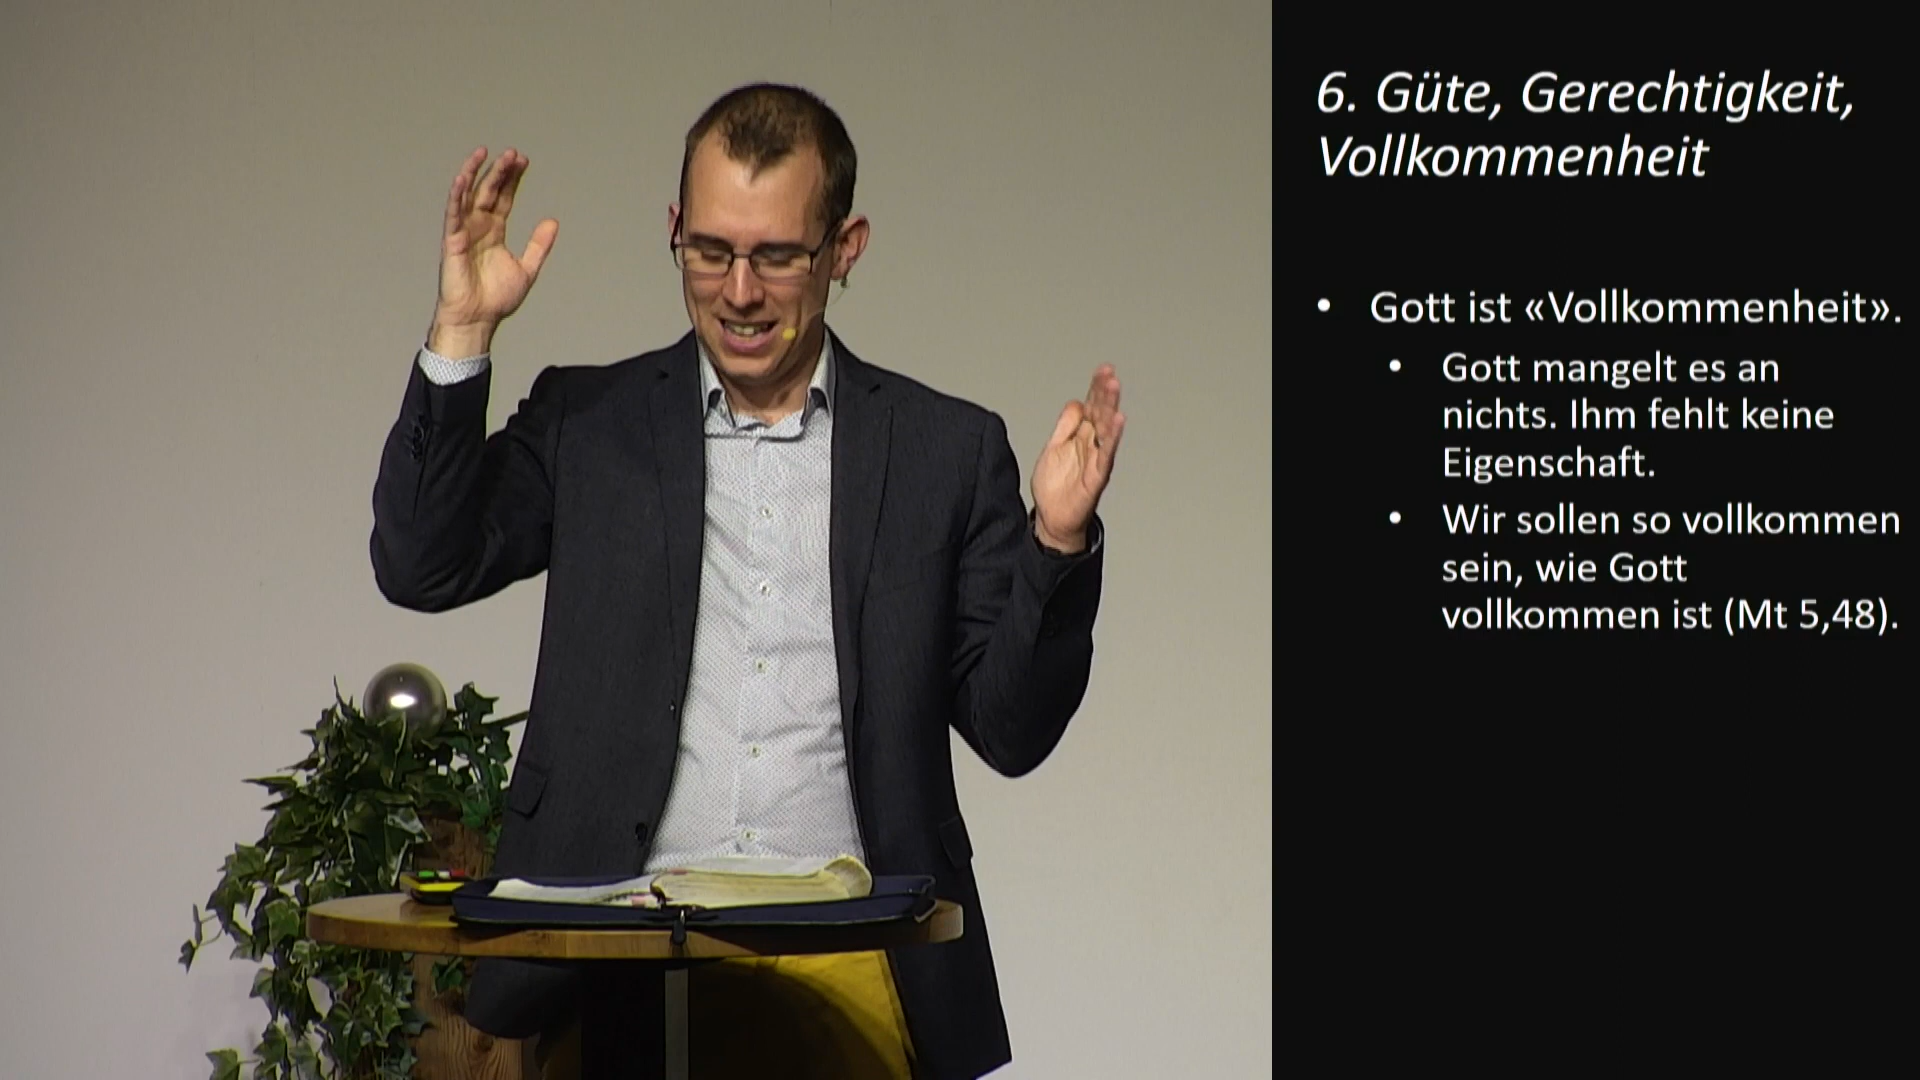 6. Güte, Gerechtigkeit,
Vollkommenheit
• Gott ist «Vollkommenheit».
• Gott mangelt es an
nichts. Ihm fehlt keine
Eigenschaft.
• Wir sollen so vollkommen
sein, wie Gott
vollkommen ist (Mt 5,48).